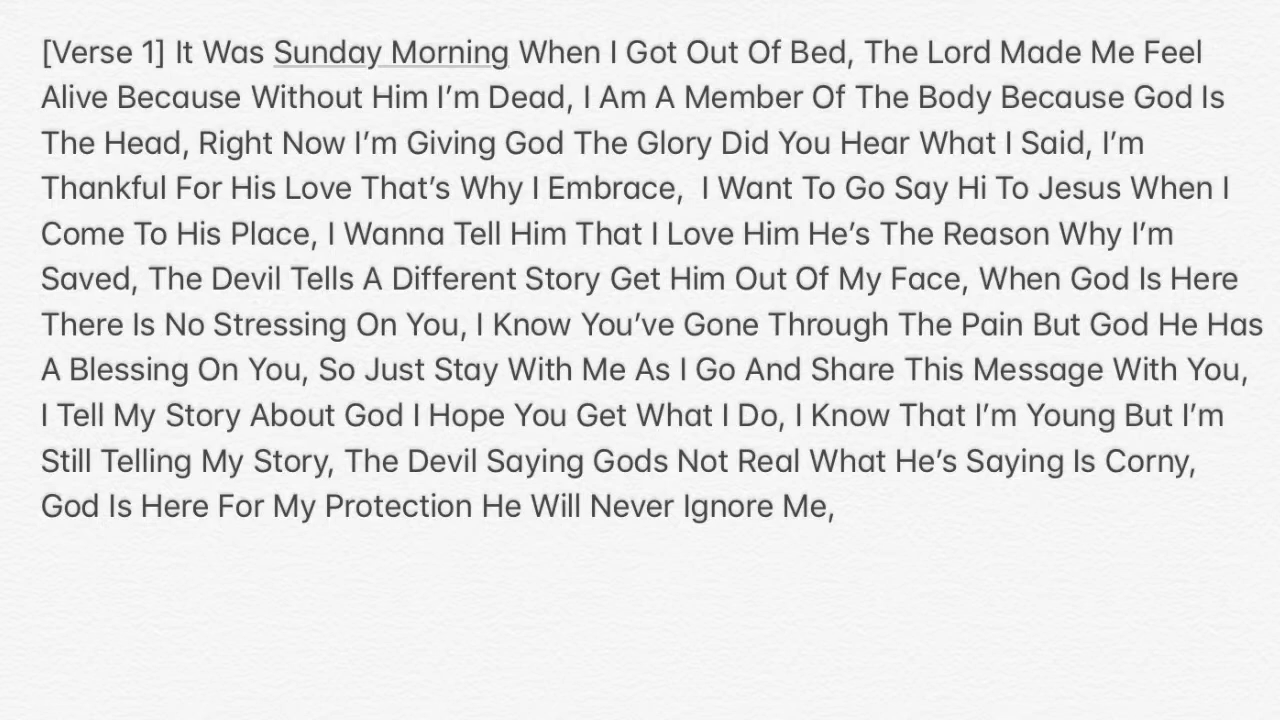 [Verse 1] It Was Sunday Morning When I Got Out Of Bed, The Lord Made Me Feel
Alive Because Without Him I’m Dead, I Am A Member Of The Body Because God Is
The Head, Right Now I’m Giving God The Glory Did You Hear What I Said, I’m
Thankful For His Love That’s Why I Embrace,  I Want To Go Say Hi To Jesus When I
Come To His Place, I Wanna Tell Him That I Love Him He’s The Reason Why I’m
Saved, The Devil Tells A Different Story Get Him Out Of My Face, When God Is Here
There Is No Stressing On You, I Know You’ve Gone Through The Pain But God He Has
A Blessing On You, So Just Stay With Me As I Go And Share This Message With You,
I Tell My Story About God I Hope You Get What I Do, I Know That I’m Young But I’m
Still Telling My Story, The Devil Saying Gods Not Real What He’s Saying Is Corny,
God Is Here For My Protection He Will Never Ignore Me,